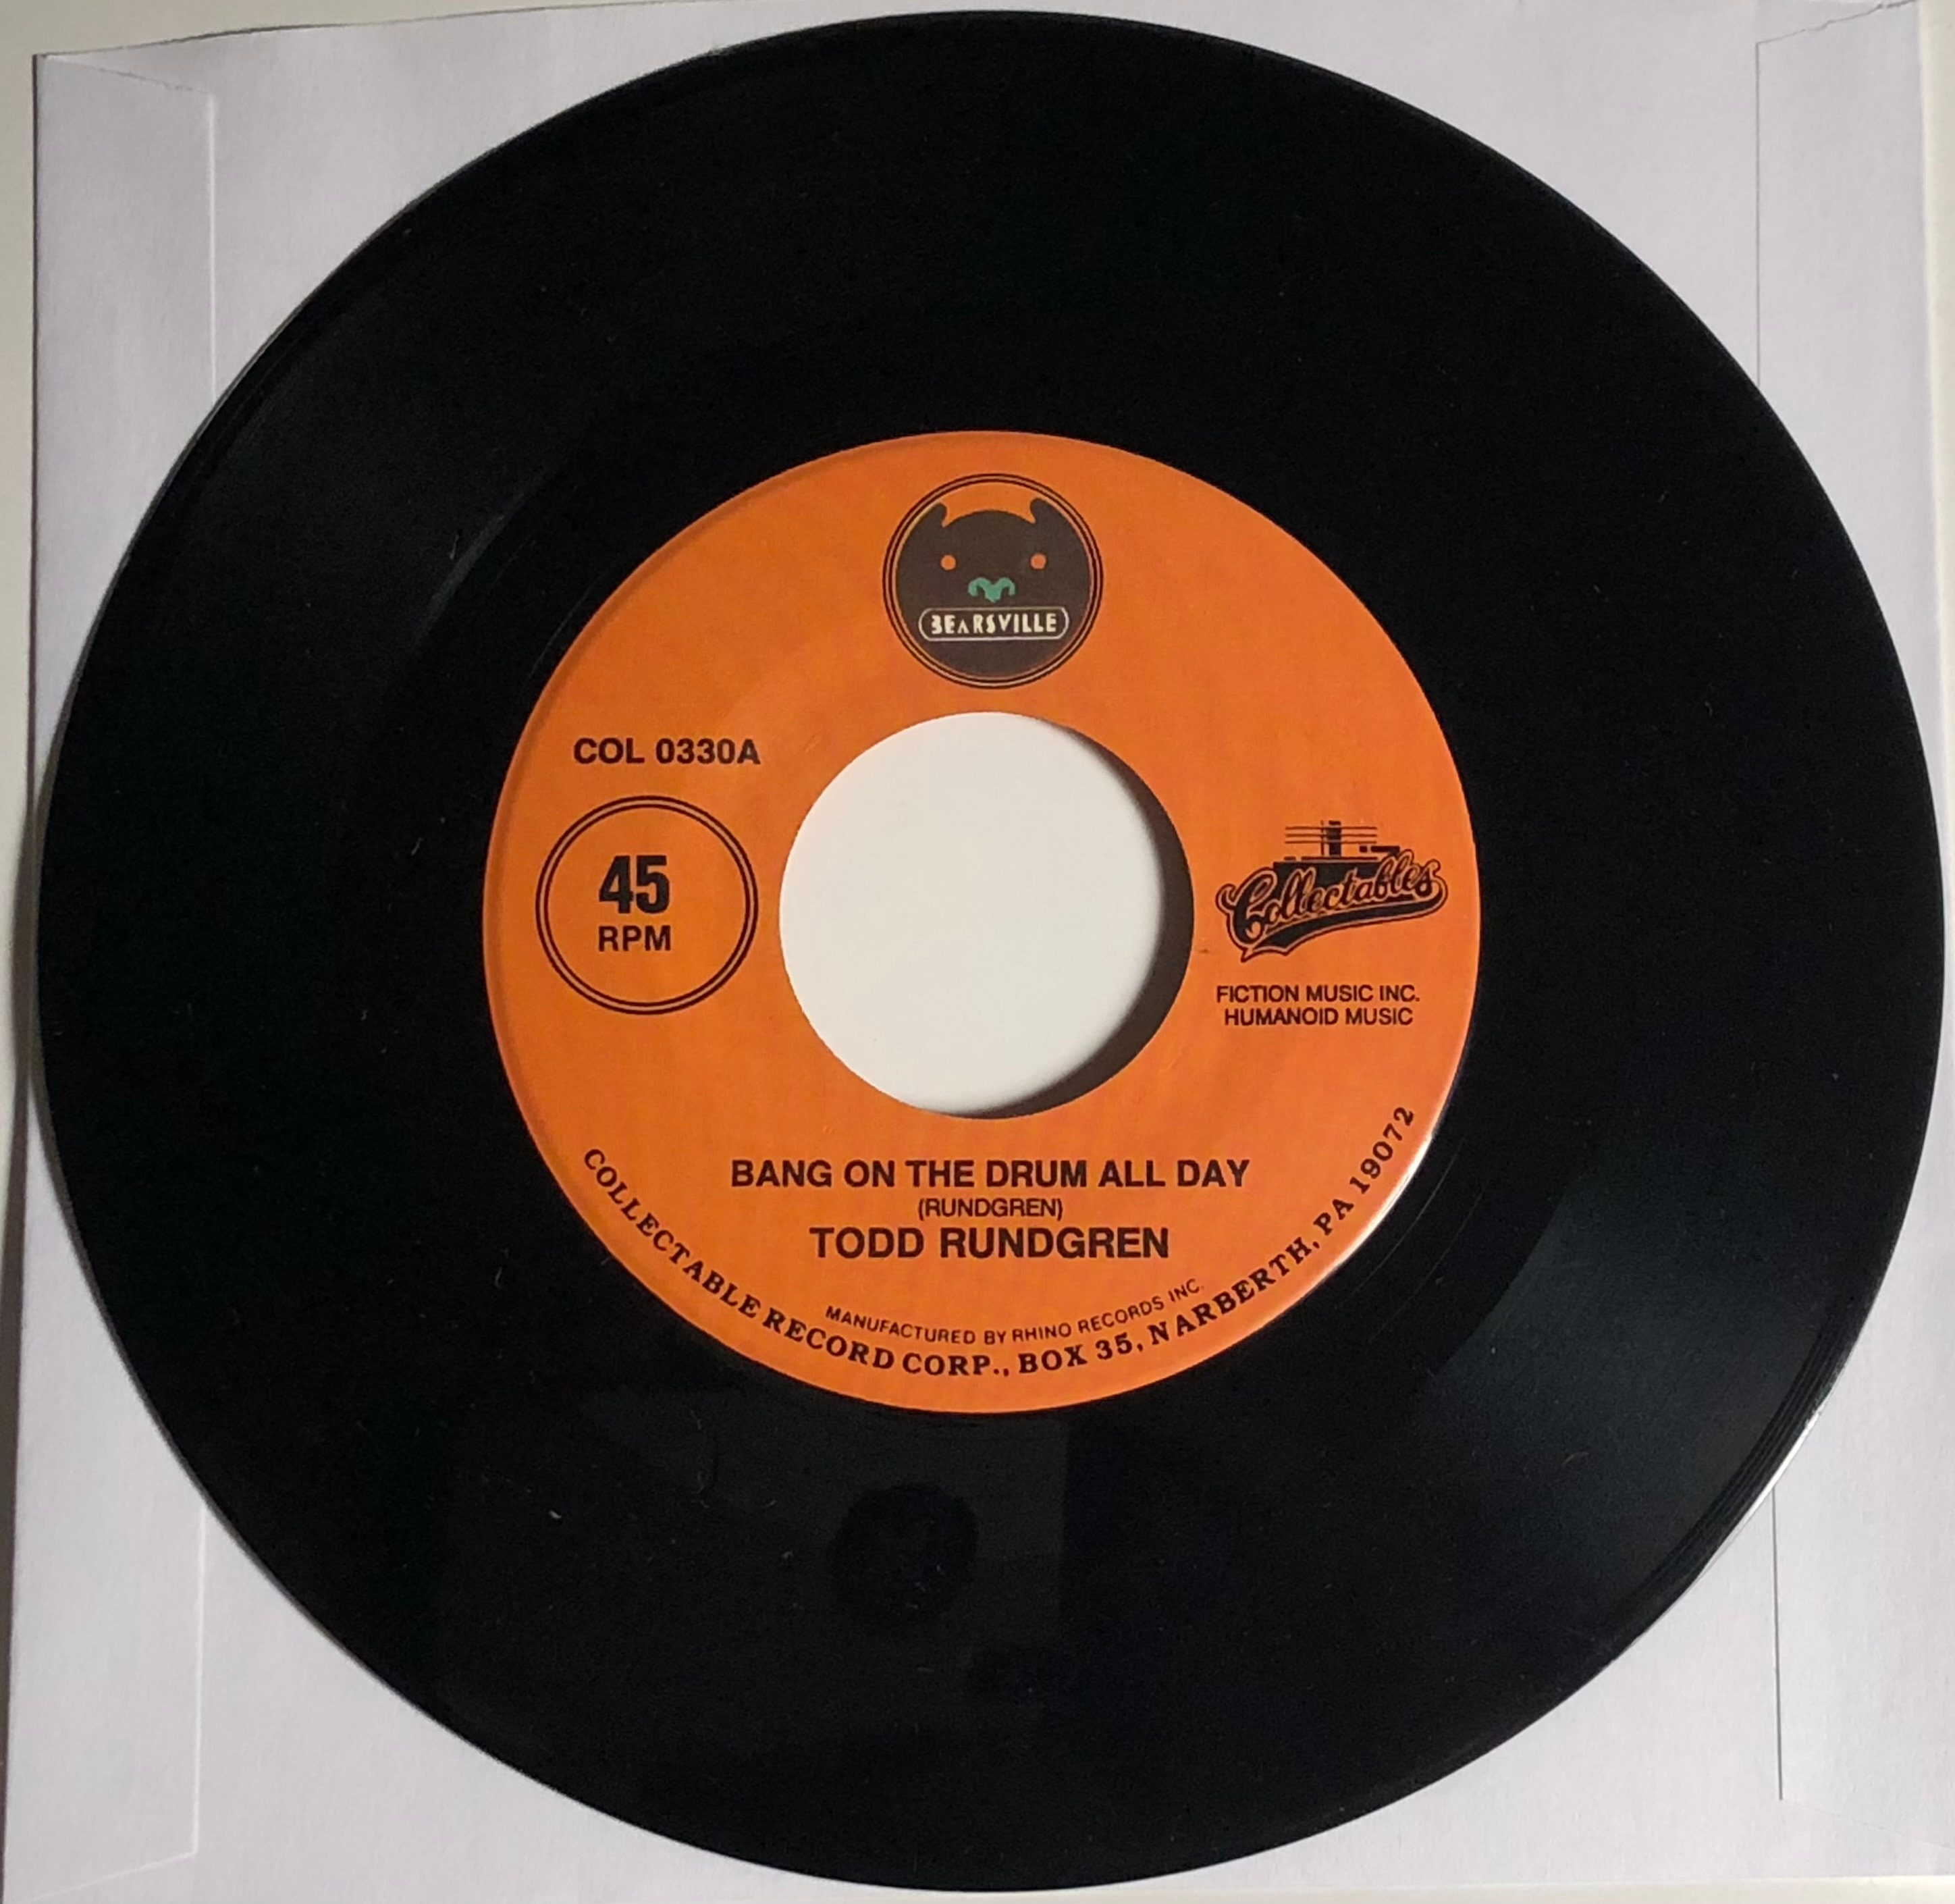 BEARSVILLE
COL 0330A
45
RPM
Collectables
FICTION MUSIC INC.
HUMANOID MUSIC
BANG ON THE DRUM ALL DAY
(RUNDGREN)
TODD RUNDGREN
MANUFACTURED BY RHINO RECORDS INC.
COLLECTABLE RECORD CORP., BOX 35, NARBERTH, PA 19072